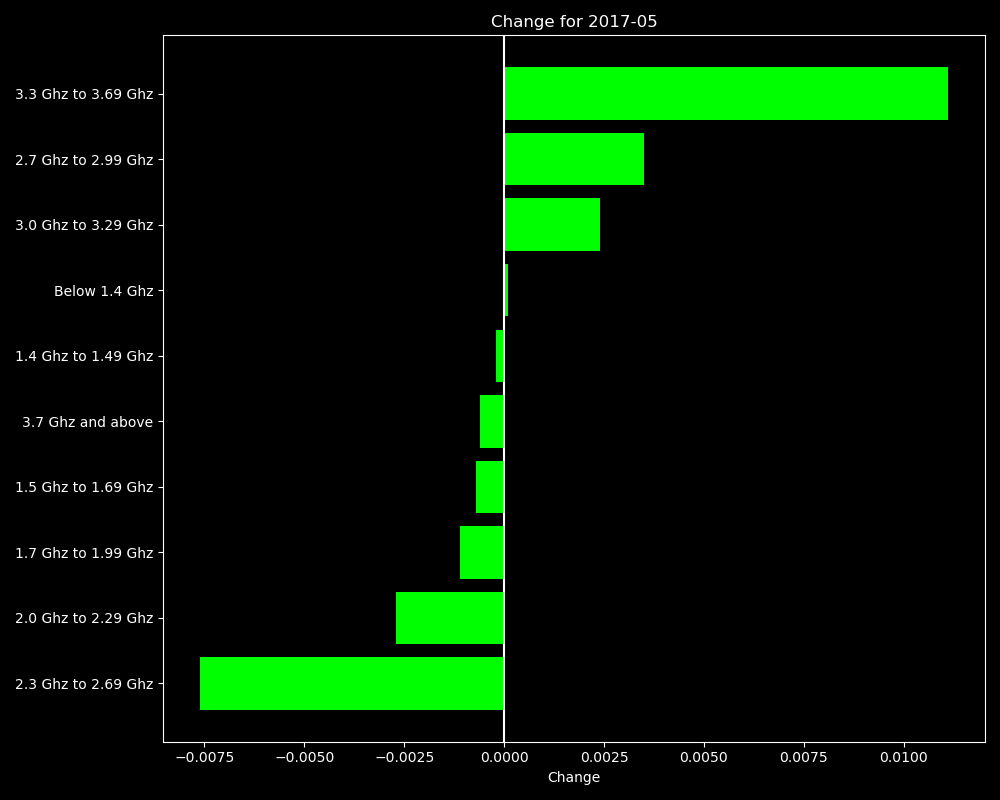 Change for 2017-05
3.3 Ghz to 3.69 Ghz
2.7 Ghz to 2.99 Ghz
3.0 Ghz to 3.29 Ghz
Below 1.4 Ghz
1.4 Ghz to 1.49 Ghz
3.7 Ghz and above
1.5 Ghz to 1.69 Ghz
1.7 Ghz to 1.99 Ghz
2.0 Ghz to 2.29 Ghz
2.3 Ghz to 2.69 Ghz
−0.0075 −0.0050 −0.0025 0.0000 0.0025 0.0050 0.0075 0.0100
Change